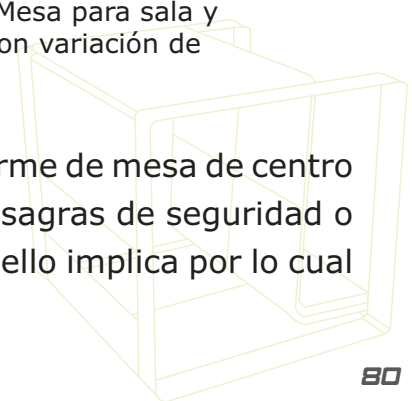 Mesa para sala y
on variación de
rme de mesa de centro
sagras de seguridad o
ello implica por lo cual
80